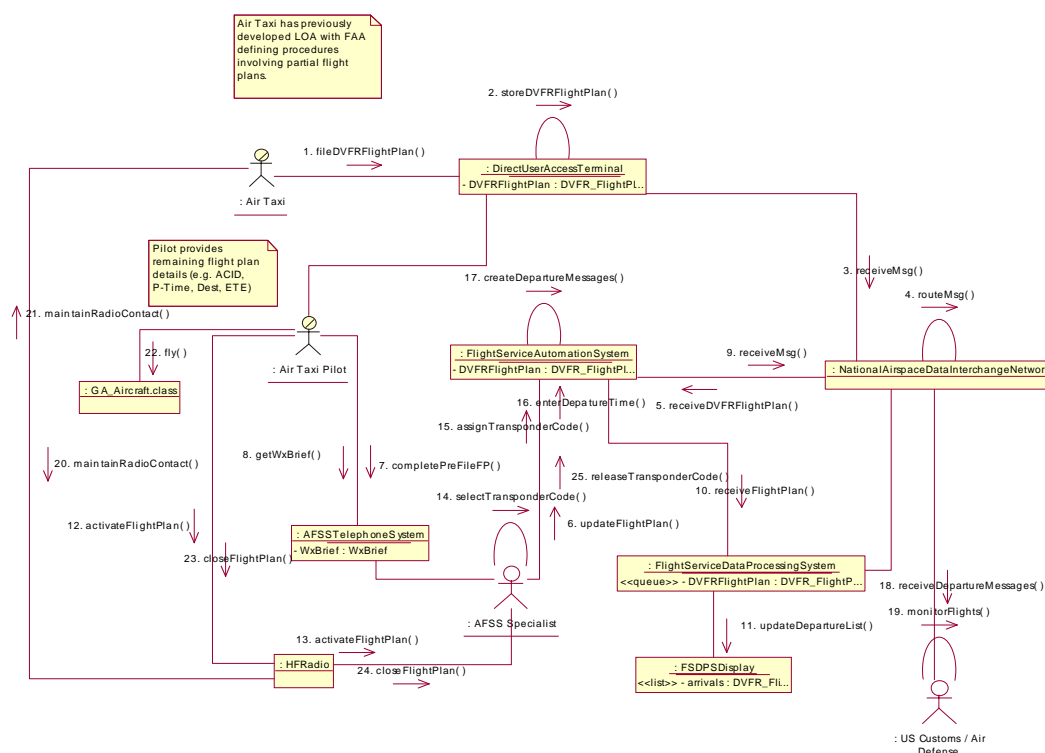 Air Taxi has previously
developed LOA with FAA
defining procedures
involving partial flight
plans.
2. storeDVFRFlightPlan( )
1. fileDVFRFlightPlan( )
: DirectUserAccessTerminal
- DVFRFlightPlan : DVFR_FlightPl...
: Air Taxi
Pilot provides
remaining flight plan
details (e.g. ACID,
P-Time, Dest, ETE)
17. createDepartureMessages( )
3. receiveMsg( )
4. routeMsg( )
21. maintainRadioContact( )
22. fly( )
: Air Taxi Pilot
: FlightServiceAutomationSystem
- DVFRFlightPlan : DVFR_FlightPl...
9. receiveMsg( )
: NationalAirspaceDataInterchangeNetwor
: GA_Aircraft.class
16. enterDepatureTime( )
5. receiveDVFRFlightPlan( )
15. assignTransponderCode( )
8. getWxBrief( )
20. maintainRadioContact( )
7. completePreFileFP( )
25. releaseTransponderCode( )
10. receiveFlightPlan( )
14. selectTransponderCode( )
12. activateFlightPlan( )
6. updateFlightPlan( )
: AFSSTelephoneSystem
- WxBrief : WxBrief
23. closeFlightPlan( )
: FlightServiceDataProcessingSystem
<<queue>> - DVFRFlightPlan : DVFR_FlightP...
18. receiveDepartureMessages( )
19. monitorFlights( )
: AFSS Specialist
11. updateDepartureList( )
13. activateFlightPlan( )
: HFRadio
24. closeFlightPlan( )
: FSDPSDisplay
<<list>> - arrivals : DVFR_Fli...
: US Customs / Air
Defense